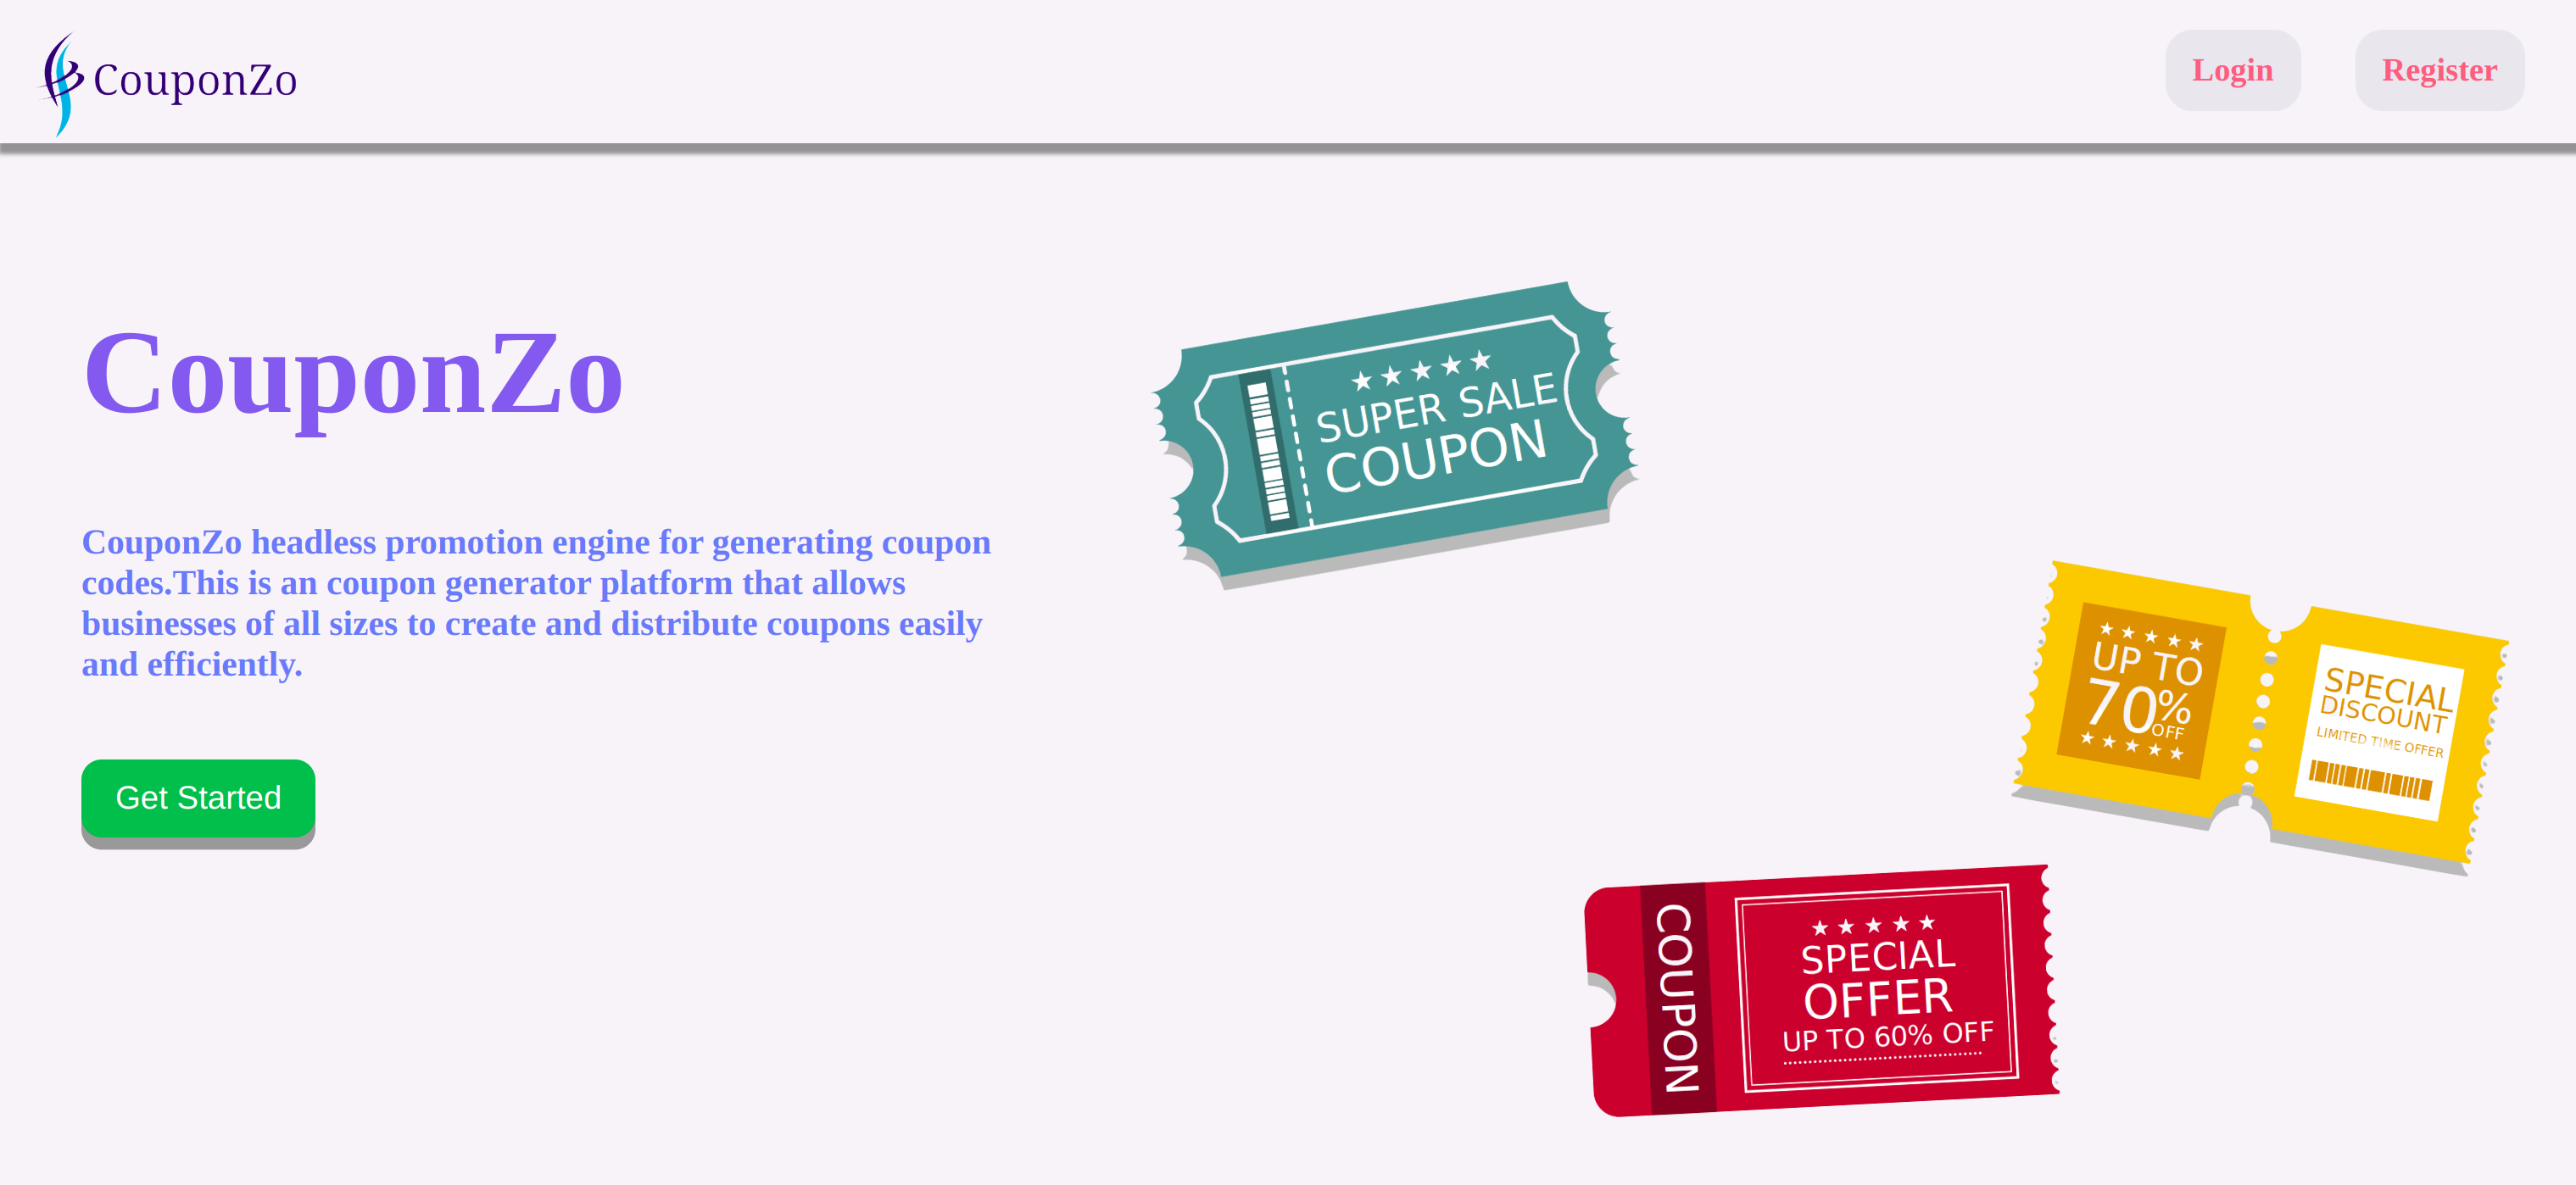 CouponZo
Login
Register
CouponZo
CouponZo headless promotion engine for generating coupon
codes.This is an coupon generator platform that allows
businesses of all sizes to create and distribute coupons easily
and efficiently.
Get Started
SUPER SALE
COUPON
UP TO
70%
OFF
SPECIAL
DISCOUNT
LIMITED TIME OFFER
COUPON
SPECIAL
OFFER
UP TO 60% OFF